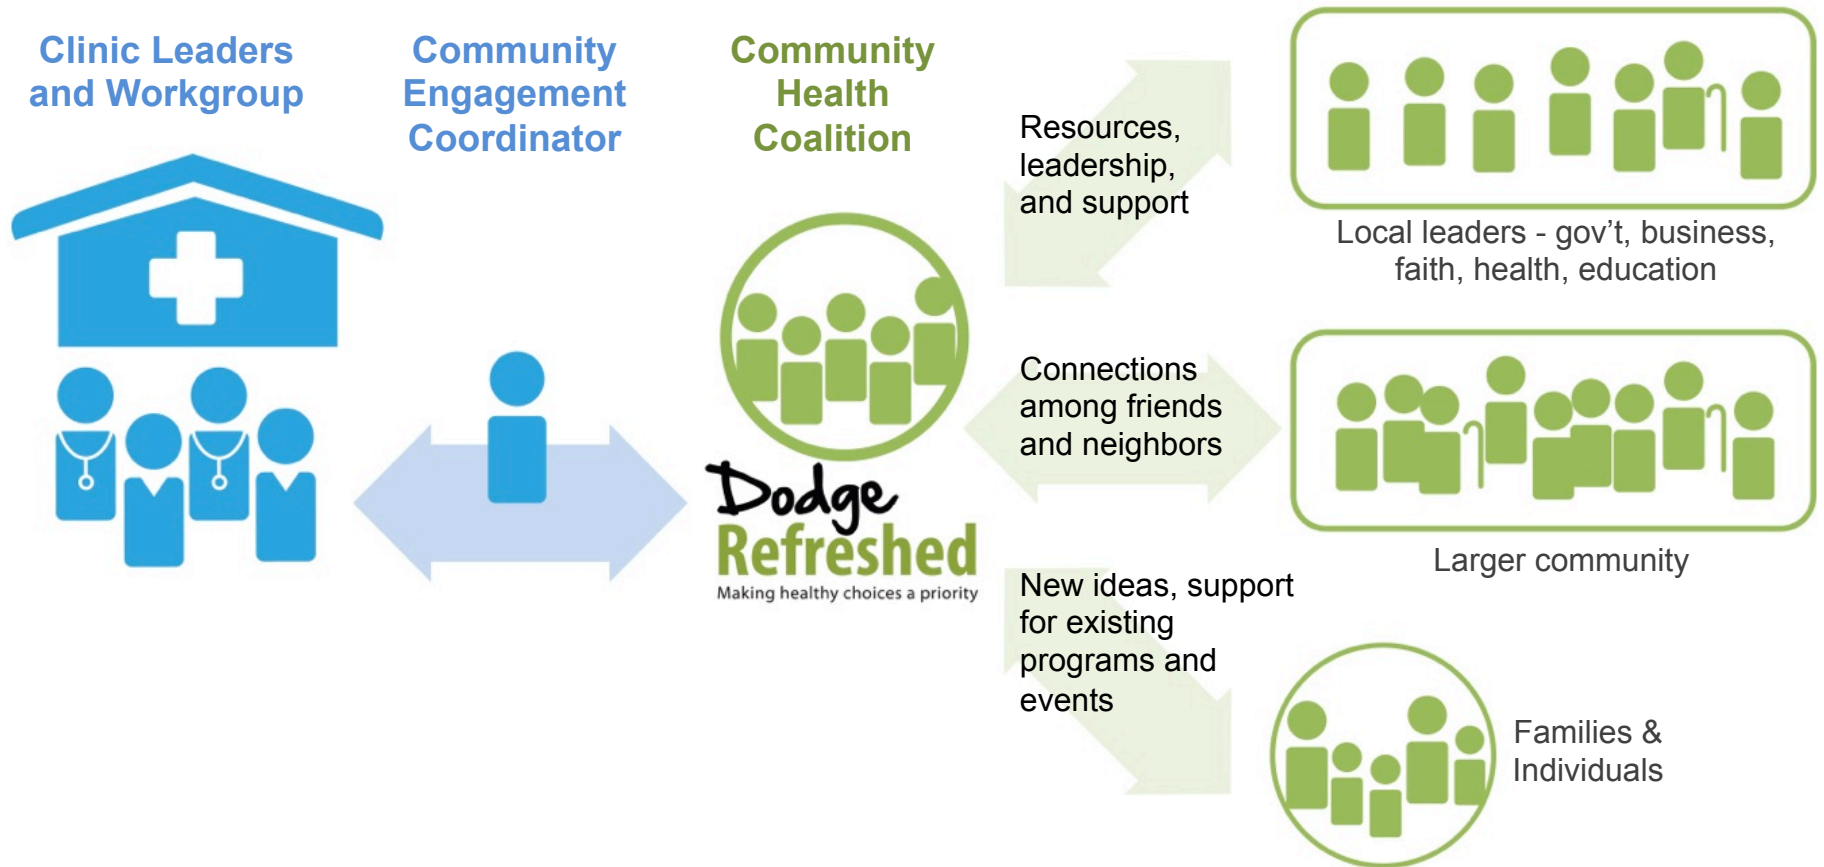 Clinic Leaders
and Workgroup
Community
Engagement
Coordinator
Community
Health
Coalition
Dodge
Refreshed
Making healthy choices a priority
Resources,
leadership,
and support
Local leaders - gov’t, business,
faith, health, education
Connections
among friends
and neighbors
Larger community
New ideas, support
for existing
programs and
events
Families &
Individuals